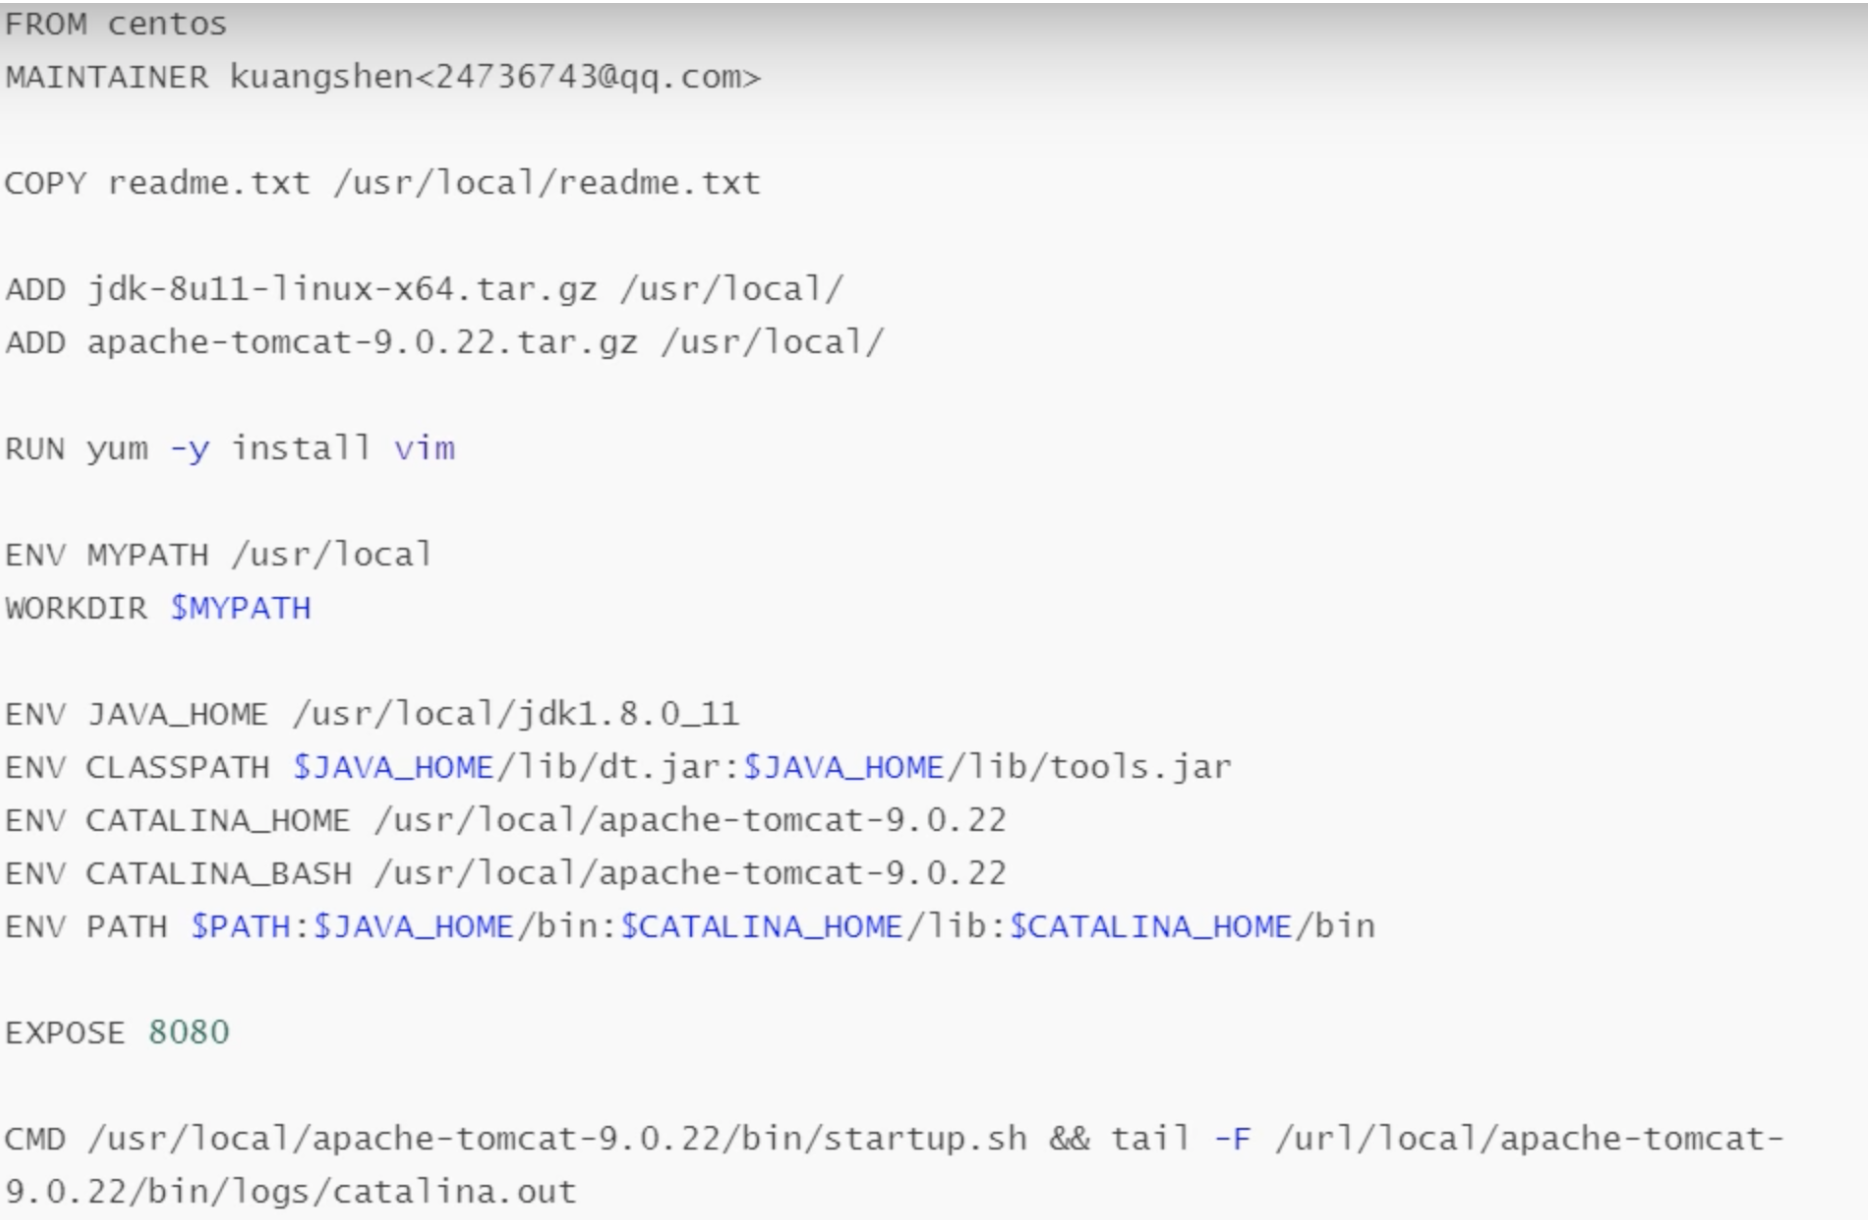 FROM centos
MAINTAINER kuangshen<24736743@qq.com>
COPY readme.txt /usr/local/readme.txt
ADD jdk-8u11-linux-x64.tar.gz /usr/local/
ADD apache-tomcat-9.0.22.tar.gz /usr/local/
RUN yum -y install vim
ENV MYPATH /usr/local
WORKDIR $MYPATH
ENV JAVA_HOME /usr/local/jdk1.8.0_11
ENV CLASSPATH $JAVA_HOME/lib/dt.jar:$JAVA_HOME/lib/tools.jar
ENV CATALINA_HOME /usr/local/apache-tomcat-9.0.22
ENV CATALINA_BASH /usr/local/apache-tomcat-9.0.22
ENV PATH $PATH:$JAVA_HOME/bin:$CATALINA_HOME/lib:$CATALINA_HOME/bin
EXPOSE 8080
CMD /usr/local/apache-tomcat-9.0.22/bin/startup.sh && tail -F /url/local/apache-tomcat-
9.0.22/bin/logs/catalina.out